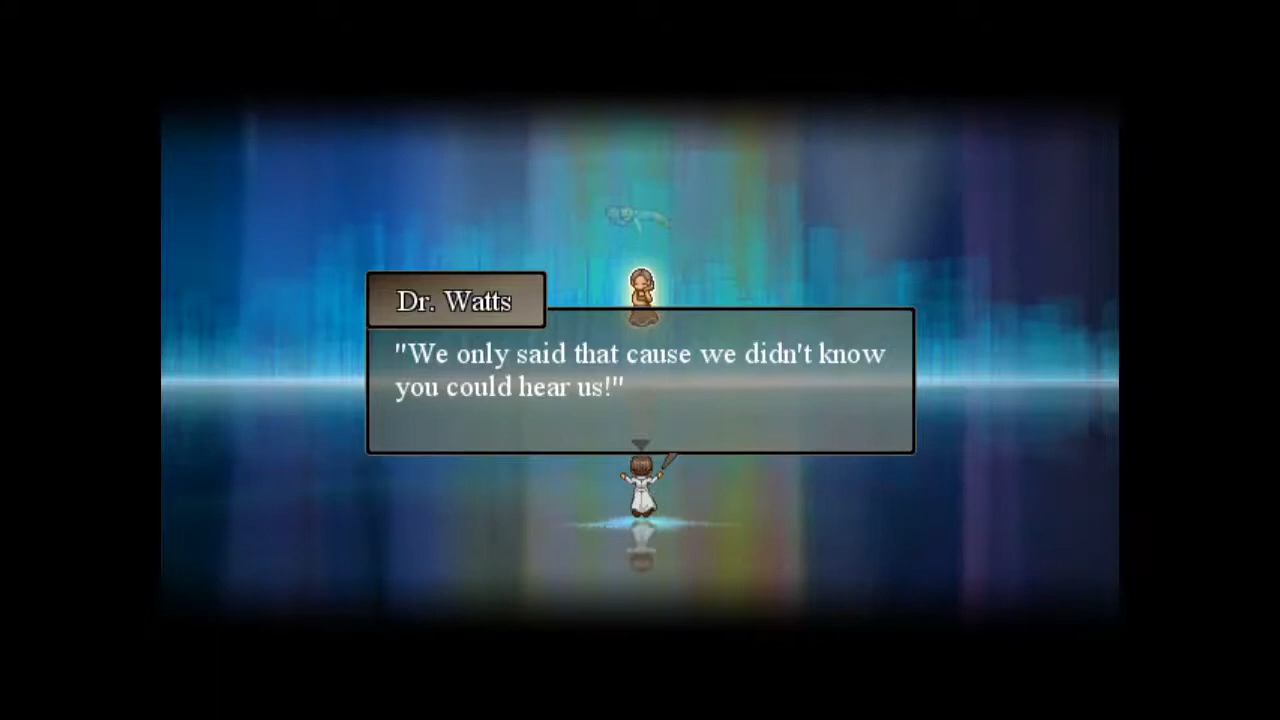 Dr. Watts
"We only said that cause we didn't know
you could hear us!"